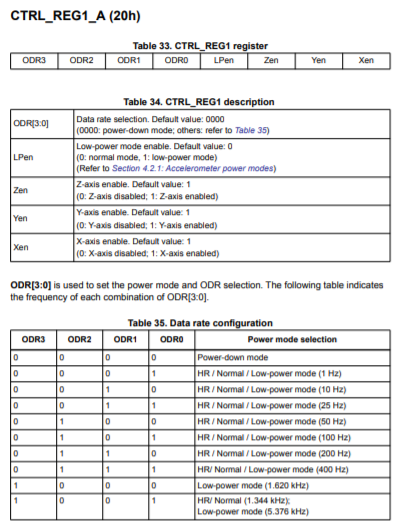 CTRL_REG1_A (20h)
Table 33. CTRL_REG1 register
ODR3 ODR2 ODR1 ODR0 LPen Zen Yen Xen
Table 34. CTRL_REG1 description
ODR[3:0] Data rate selection. Default value: 0000
(0000: power-down mode; others: refer to Table 35)
LPen Low-power mode enable. Default value: 0
(0: normal mode, 1: low-power mode)
(Refer to Section 4.2.1: Accelerometer power modes)
Zen Z-axis enable. Default value: 1
(0: Z-axis disabled; 1: Z-axis enabled)
Yen Y-axis enable. Default value: 1
(0: Y-axis disabled; 1: Y-axis enabled)
Xen X-axis enable. Default value: 1
(0: X-axis disabled; 1: X-axis enabled)
ODR[3:0] is used to set the power mode and ODR selection. The following table indicates
the frequency of each combination of ODR[3:0].
Table 35. Data rate configuration
ODR3 ODR2 ODR1 ODR0 Power mode selection
0 0 0 0 Power-down mode
0 0 0 1 HR / Normal / Low-power mode (1 Hz)
0 0 1 0 HR / Normal / Low-power mode (10 Hz)
0 0 1 1 HR / Normal / Low-power mode (25 Hz)
0 1 0 0 HR / Normal / Low-power mode (50 Hz)
0 1 0 1 HR / Normal / Low-power mode (100 Hz)
0 1 1 0 HR / Normal / Low-power mode (200 Hz)
0 1 1 1 HR/ Normal / Low-power mode (400 Hz)
1 0 0 0 Low-power mode (1.620 kHz)
1 0 0 1 HR/ Normal (1.344 kHz);
Low-power mode (5.376 kHz)